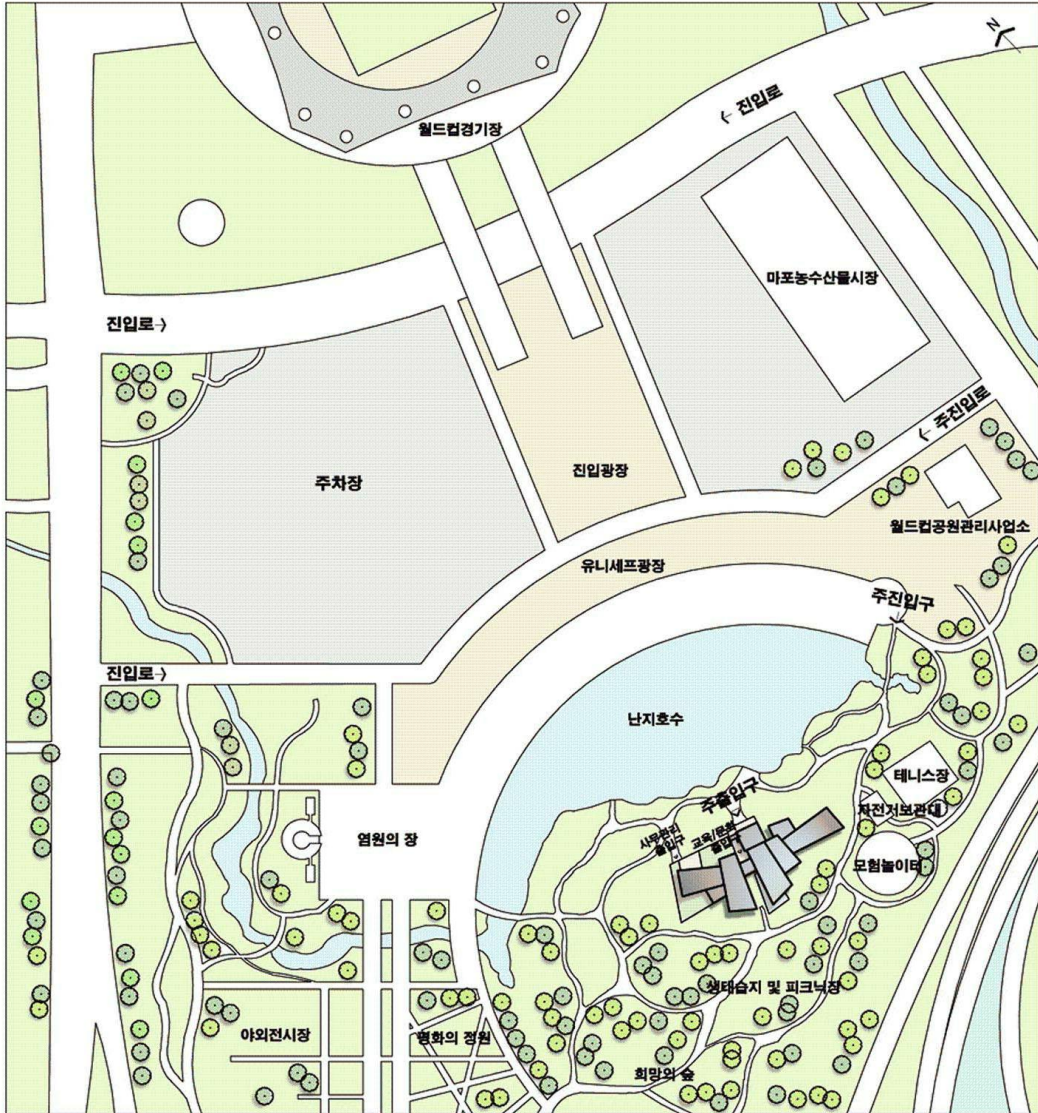 N
← 진입로
월드컵경기장
마포농수산물시장
진입로 →
← 주진입로
주차장
진입광장
월드컵공원관리사업소
유니세프광장
주진입구
진입로 →
난지호수
테니스장
주출입구
자전거보관대
사무관리
출입구
교육/문화
출입구
염원의 장
모험놀이터
생태습지 및 피크닉장
야외전시장
평화의 정원
희망의 숲